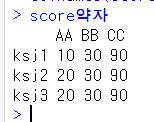 > score약자
AA BB CC
ksj1 10 30 90
ksj2 20 30 90
ksj3 20 30 90
>